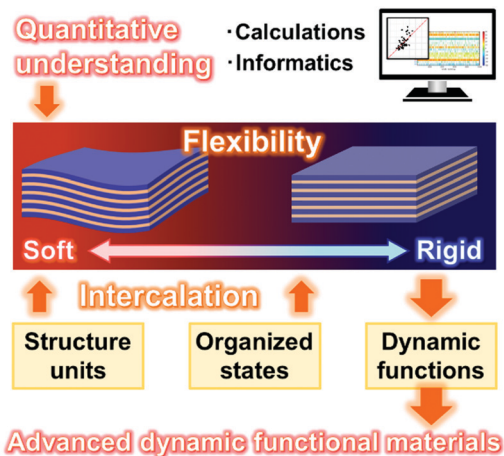 Quantitative
understanding
·Calculations
·Informatics
Flexibility
Soft
Rigid
Intercalation
Structure
units
Organized
states
Dynamic
functions
Advanced dynamic functional materials